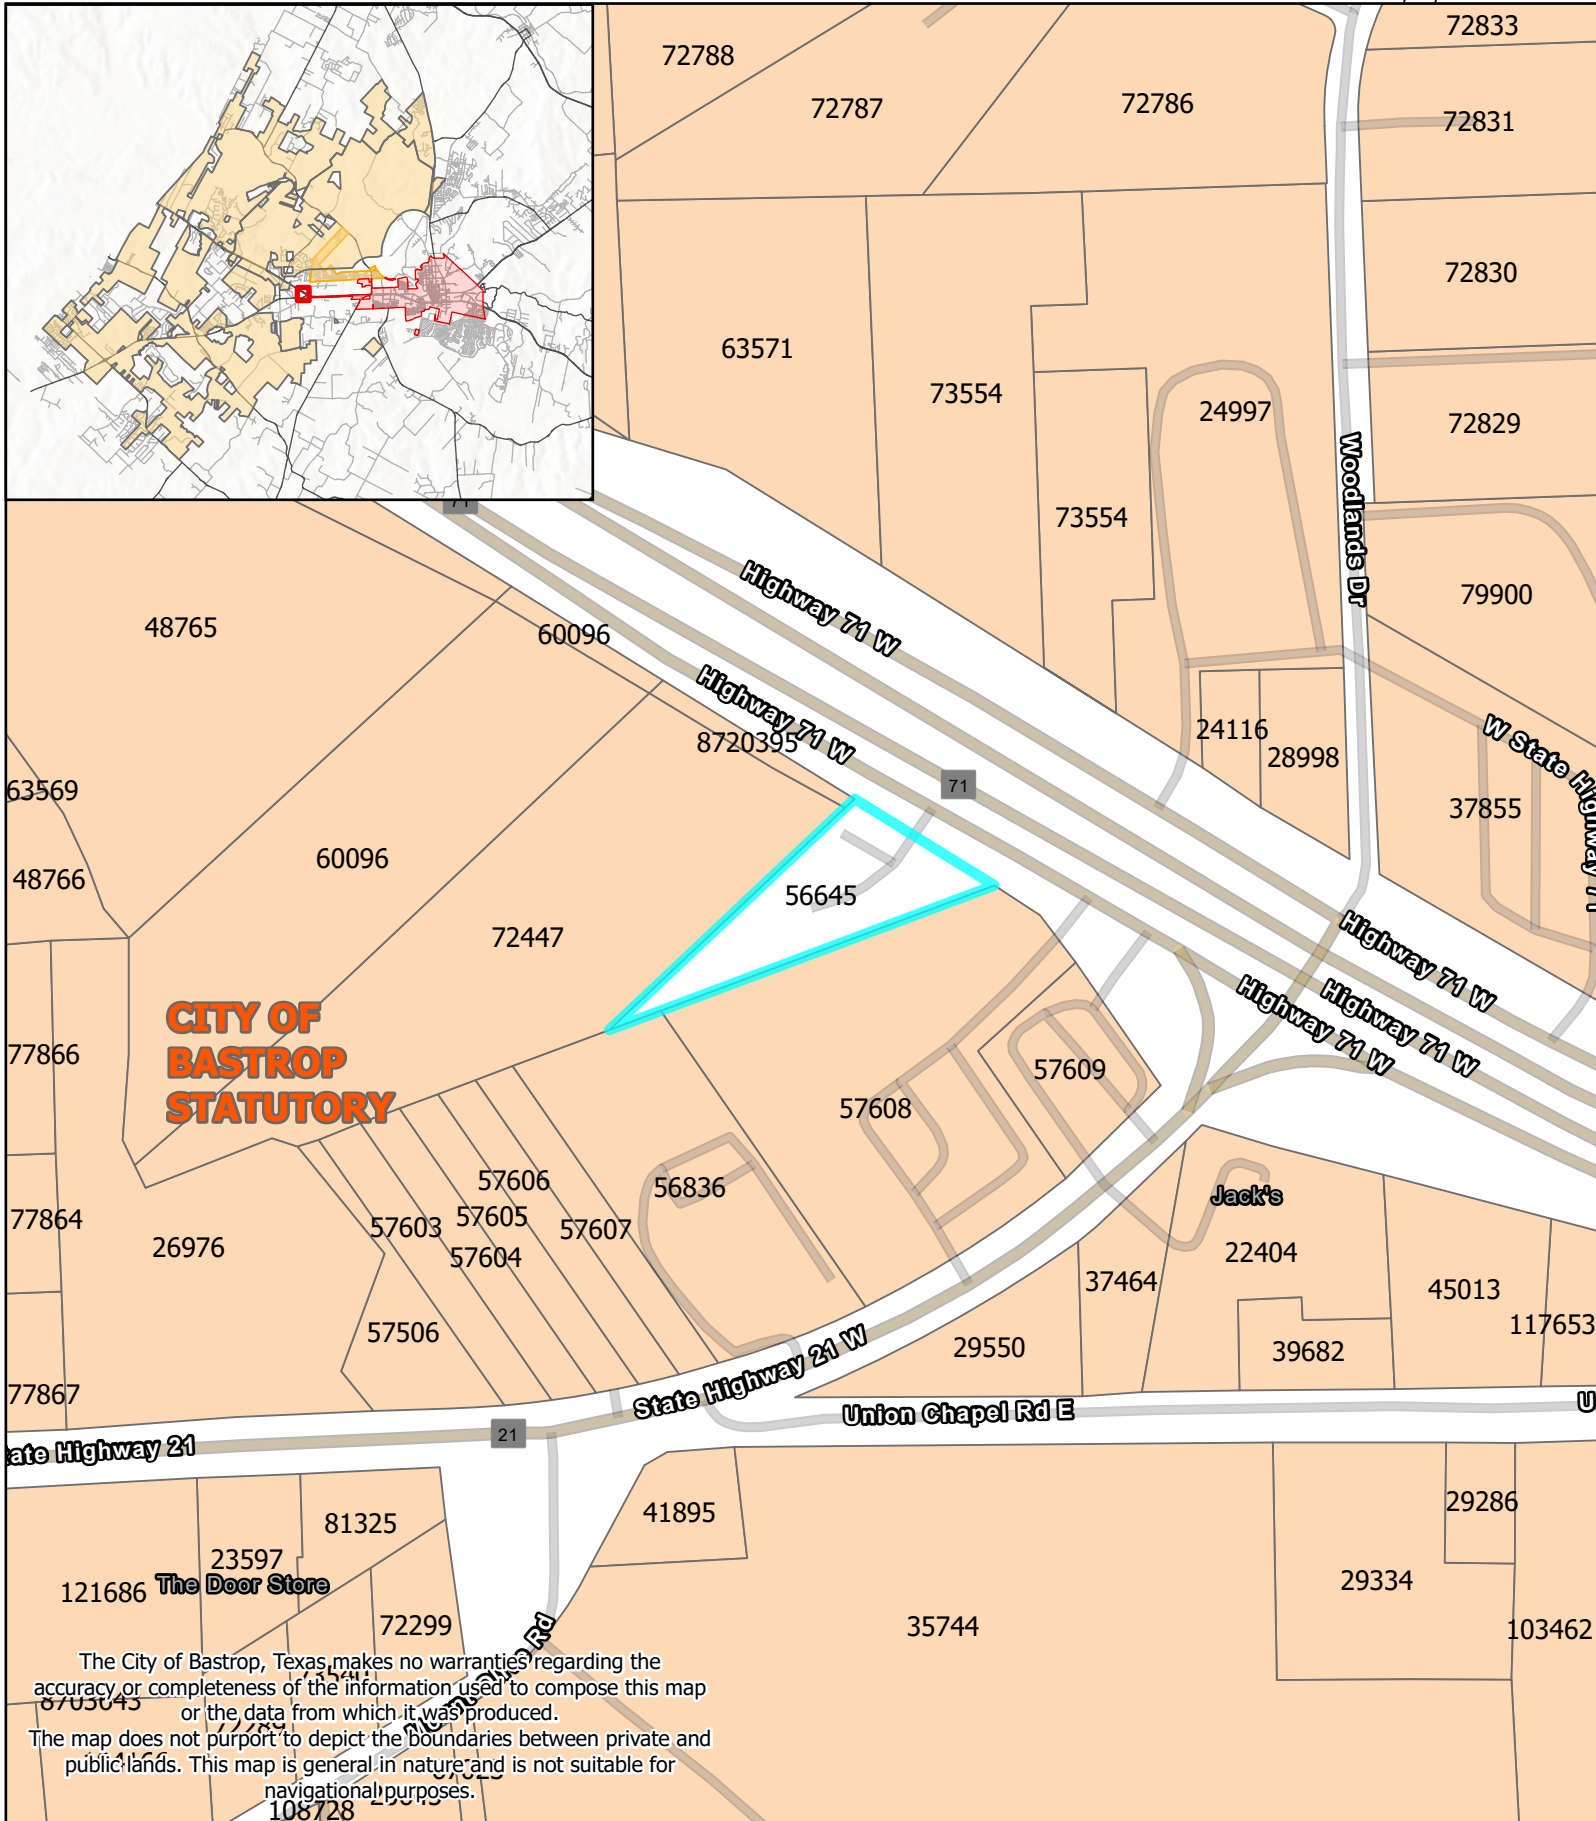 72833
72788
72787
72786
72831
72830
63571
73554
24997
72829
Woodlands Dr
71
73554
Highway 71 W
79900
48765
60096
Highway 71 W
24116
28998
W State Highway 71
8720395
71
63569
37855
60096
48766
56645
72447
Highway 71 W
Highway 71 W
Highway 71 W
CITY OF
BASTROP
STATUTORY
77866
57609
57608
57606
56836
Jack's
77864
57603
57605
57607
26976
57604
22404
37464
45013
57506
117653
29550
39682
77867
State Highway 21 W
Union Chapel Rd E
U
21
tate Highway 21
41895
29286
81325
23597
121686
The Door Store
29334
72299
35744
103462
The City of Bastrop, Texas makes no warranties regarding the
accuracy or completeness of the information used to compose this map
or the data from which it was produced.
The map does not purport to depict the boundaries between private and
public lands. This map is general in nature and is not suitable for
navigational purposes.
8703643
108728